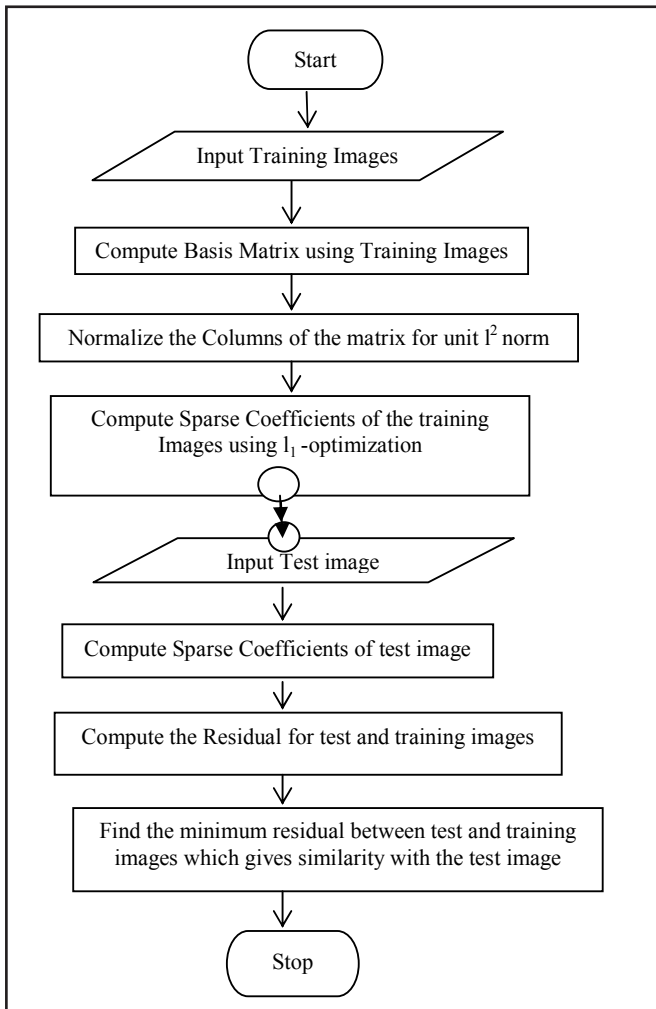 Start
Input Training Images
Compute Basis Matrix using Training Images
Normalize the Columns of the matrix for unit l² norm
Compute Sparse Coefficients of the training
Images using l₁ -optimization
Input Test image
Compute Sparse Coefficients of test image
Compute the Residual for test and training images
Find the minimum residual between test and training
images which gives similarity with the test image
Stop